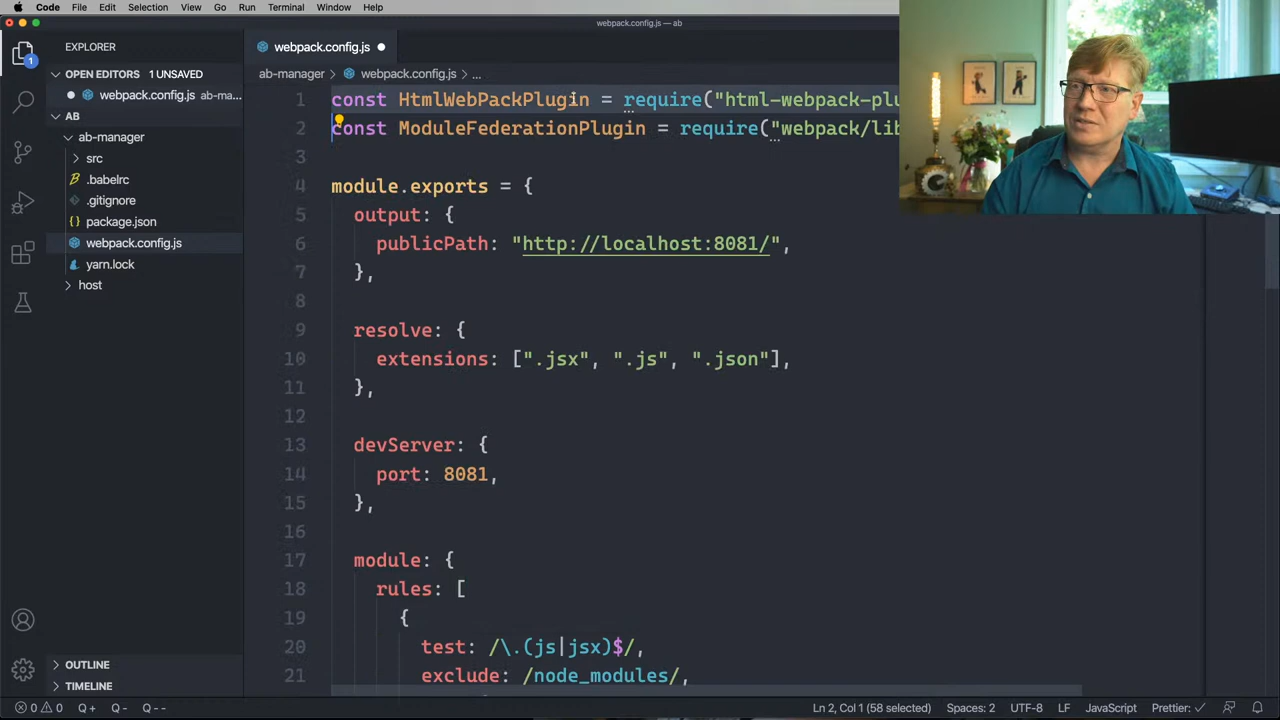 Code File Edit Selection View Go Run Terminal Window Help
webpack.config.js — ab
EXPLORER
webpack.config.js
OPEN EDITORS 1 UNSAVED
ab-manager > webpack.config.js > ...
webpack.config.js ab-ma...
AB
ab-manager
src
.babelrc
.gitignore
package.json
webpack.config.js
yarn.lock
host
OUTLINE
TIMELINE
1
1 const HtmlWebPackPlugin = require("html-webpack-plu
2 const ModuleFederationPlugin = require("webpack/lib
3
4 module.exports = {
5 output: {
6 publicPath: "http://localhost:8081/",
7 },
8
9 resolve: {
10 extensions: [".jsx", ".js", ".json"],
11 },
12
13 devServer: {
14 port: 8081,
15 },
16
17 module: {
18 rules: [
19 {
20 test: /\.(js|jsx)$/,
21 exclude: /node_modules/,
0 0 Q+ Q- Q-- Ln 2, Col 1 (58 selected) Spaces: 2 UTF-8 LF JavaScript Prettier: ✓